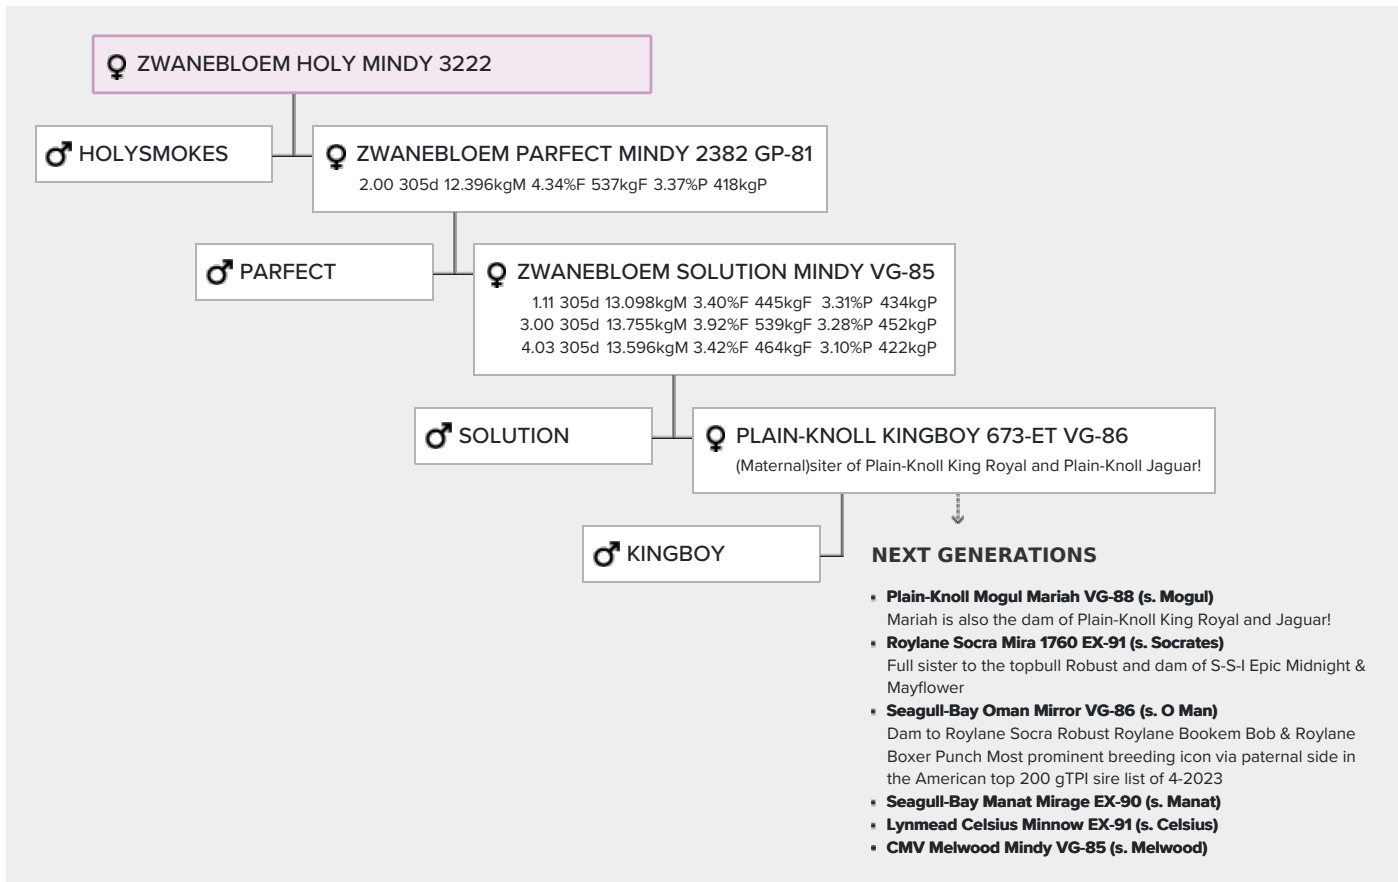 ZWANEBLOEM HOLY MINDY 3222
HOLYSMOKES
ZWANEBLOEM PARFECT MINDY 2382 GP-81
2.00 305d 12.396kgM 4.34%F 537kgF 3.37%P 418kgP
PARFECT
ZWANEBLOEM SOLUTION MINDY VG-85
1.11 305d 13.098kgM 3.40%F 445kgF 3.31%P 434kgP
3.00 305d 13.755kgM 3.92%F 539kgF 3.28%P 452kgP
4.03 305d 13.596kgM 3.42%F 464kgF 3.10%P 422kgP
SOLUTION
PLAIN-KNOLL KINGBOY 673-ET VG-86
(Maternal)siter of Plain-Knoll King Royal and Plain-Knoll Jaguar!
KINGBOY
NEXT GENERATIONS
Plain-Knoll Mogul Mariah VG-88 (s. Mogul)
Mariah is also the dam of Plain-Knoll King Royal and Jaguar!
Roylane Socra Mira 1760 EX-91 (s. Socrates)
Full sister to the topbull Robust and dam of S-S-I Epic Midnight &
Mayflower
Seagull-Bay Oman Mirror VG-86 (s. O Man)
Dam to Roylane Socra Robust Roylane Bookem Bob & Roylane
Boxer Punch Most prominent breeding icon via paternal side in
the American top 200 gTPI sire list of 4-2023
Seagull-Bay Manat Mirage EX-90 (s. Manat)
Lynmead Celsius Minnow EX-91 (s. Celsius)
CMV Melwood Mindy VG-85 (s. Melwood)